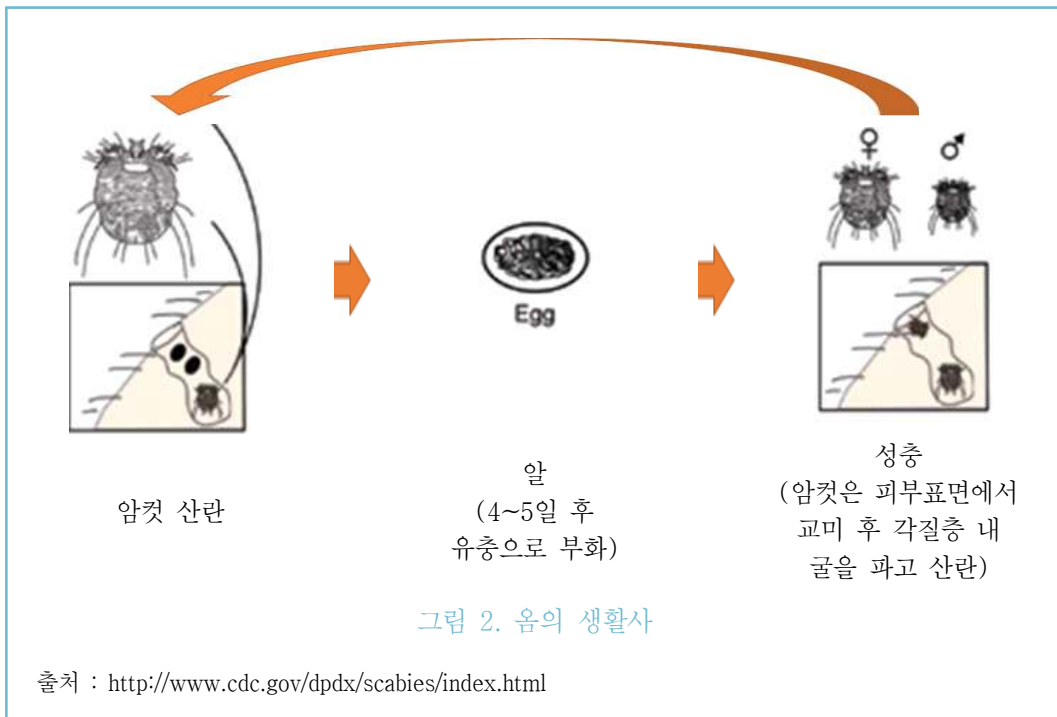 ♀ ♂
Egg
암컷 산란
알
(4~5일 후
유충으로 부화)
성충
(암컷은 피부표면에서
교미 후 각질층 내
굴을 파고 산란)
그림 2. 옴의 생활사
출처 : http://www.cdc.gov/dpdx/scabies/index.html